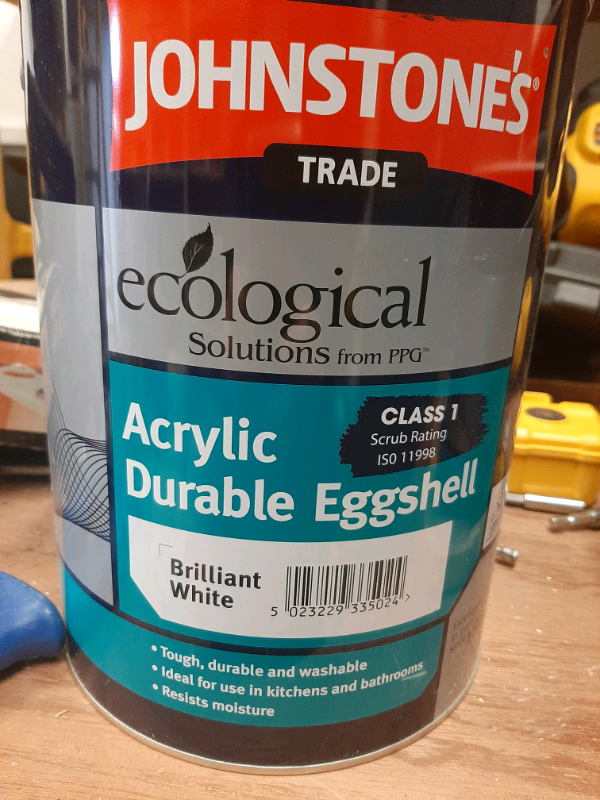 JOHNSTONE'S®
TRADE
ecological
Solutions from PPG™
Acrylic
Durable Eggshell
CLASS 1
Scrub Rating
ISO 11998
Brilliant
White
5 023229 335024 >
• Tough, durable and washable
• Ideal for use in kitchens and bathrooms
• Resists moisture